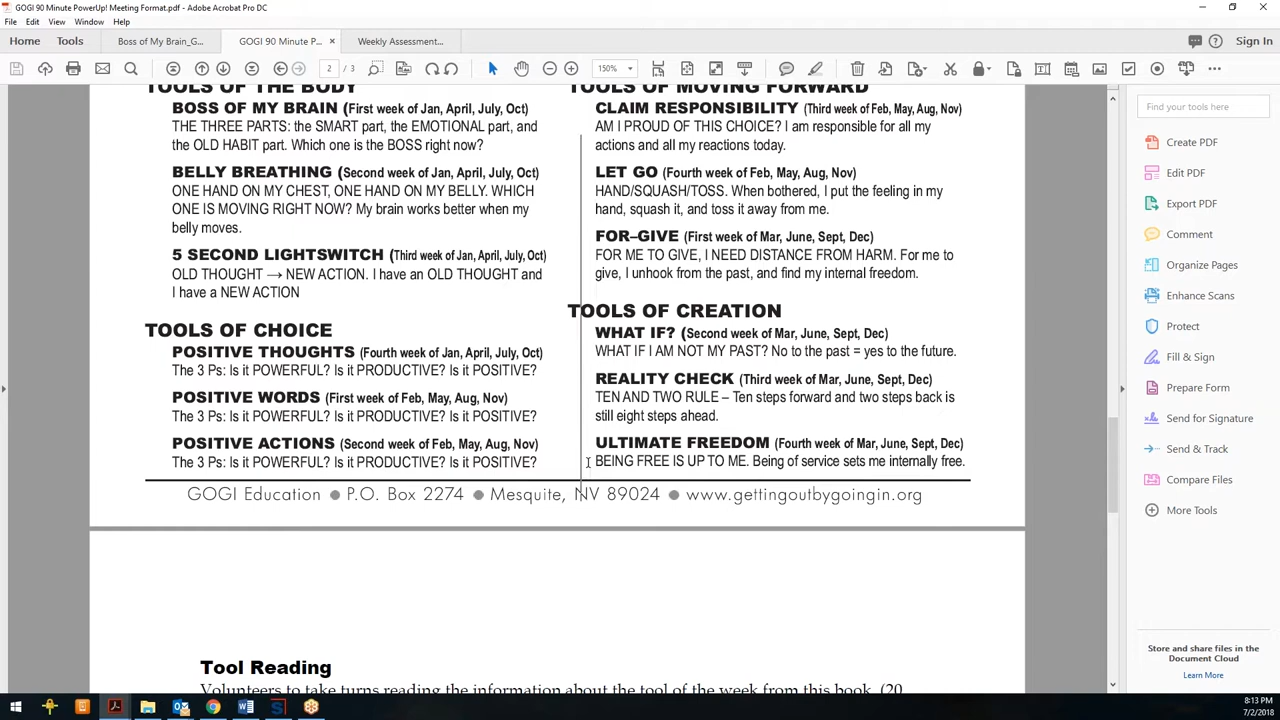 GOGI 90 Minute PowerUp! Meeting Format.pdf - Adobe Acrobat Pro DC
File Edit View Window Help
Home Tools Boss of My Brain_G... GOGI 90 Minute P... × Weekly Assessment... Sign In
2 / 3 150%
TOOLS OF THE BODY
BOSS OF MY BRAIN (First week of Jan, April, July, Oct)
THE THREE PARTS: the SMART part, the EMOTIONAL part, and
the OLD HABIT part. Which one is the BOSS right now?
BELLY BREATHING (Second week of Jan, April, July, Oct)
ONE HAND ON MY CHEST, ONE HAND ON MY BELLY. WHICH
ONE IS MOVING RIGHT NOW? My brain works better when my
belly moves.
5 SECOND LIGHTSWITCH (Third week of Jan, April, July, Oct)
OLD THOUGHT → NEW ACTION. I have an OLD THOUGHT and
I have a NEW ACTION
TOOLS OF CHOICE
POSITIVE THOUGHTS (Fourth week of Jan, April, July, Oct)
The 3 Ps: Is it POWERFUL? Is it PRODUCTIVE? Is it POSITIVE?
POSITIVE WORDS (First week of Feb, May, Aug, Nov)
The 3 Ps: Is it POWERFUL? Is it PRODUCTIVE? Is it POSITIVE?
POSITIVE ACTIONS (Second week of Feb, May, Aug, Nov)
The 3 Ps: Is it POWERFUL? Is it PRODUCTIVE? Is it POSITIVE?
TOOLS OF MOVING FORWARD
CLAIM RESPONSIBILITY (Third week of Feb, May, Aug, Nov)
AM I PROUD OF THIS CHOICE? I am responsible for all my
actions and all my reactions today.
LET GO (Fourth week of Feb, May, Aug, Nov)
HAND/SQUASH/TOSS. When bothered, I put the feeling in my
hand, squash it, and toss it away from me.
FOR–GIVE (First week of Mar, June, Sept, Dec)
FOR ME TO GIVE, I NEED DISTANCE FROM HARM. For me to
give, I unhook from the past, and find my internal freedom.
TOOLS OF CREATION
WHAT IF? (Second week of Mar, June, Sept, Dec)
WHAT IF I AM NOT MY PAST? No to the past = yes to the future.
REALITY CHECK (Third week of Mar, June, Sept, Dec)
TEN AND TWO RULE – Ten steps forward and two steps back is
still eight steps ahead.
ULTIMATE FREEDOM (Fourth week of Mar, June, Sept, Dec)
BEING FREE IS UP TO ME. Being of service sets me internally free.
GOGI Education ● P.O. Box 2274 ● Mesquite, NV 89024 ● www.gettingoutbygoingin.org
Tool Reading
Volunteers to take turns reading the information about the tool of the week from this book. (20
Find your tools here
Create PDF
Edit PDF
Export PDF
Comment
Organize Pages
Enhance Scans
Protect
Fill & Sign
Prepare Form
Send for Signature
Send & Track
Compare Files
More Tools
Store and share files in the
Document Cloud
Learn More
8:13 PM
7/2/2018